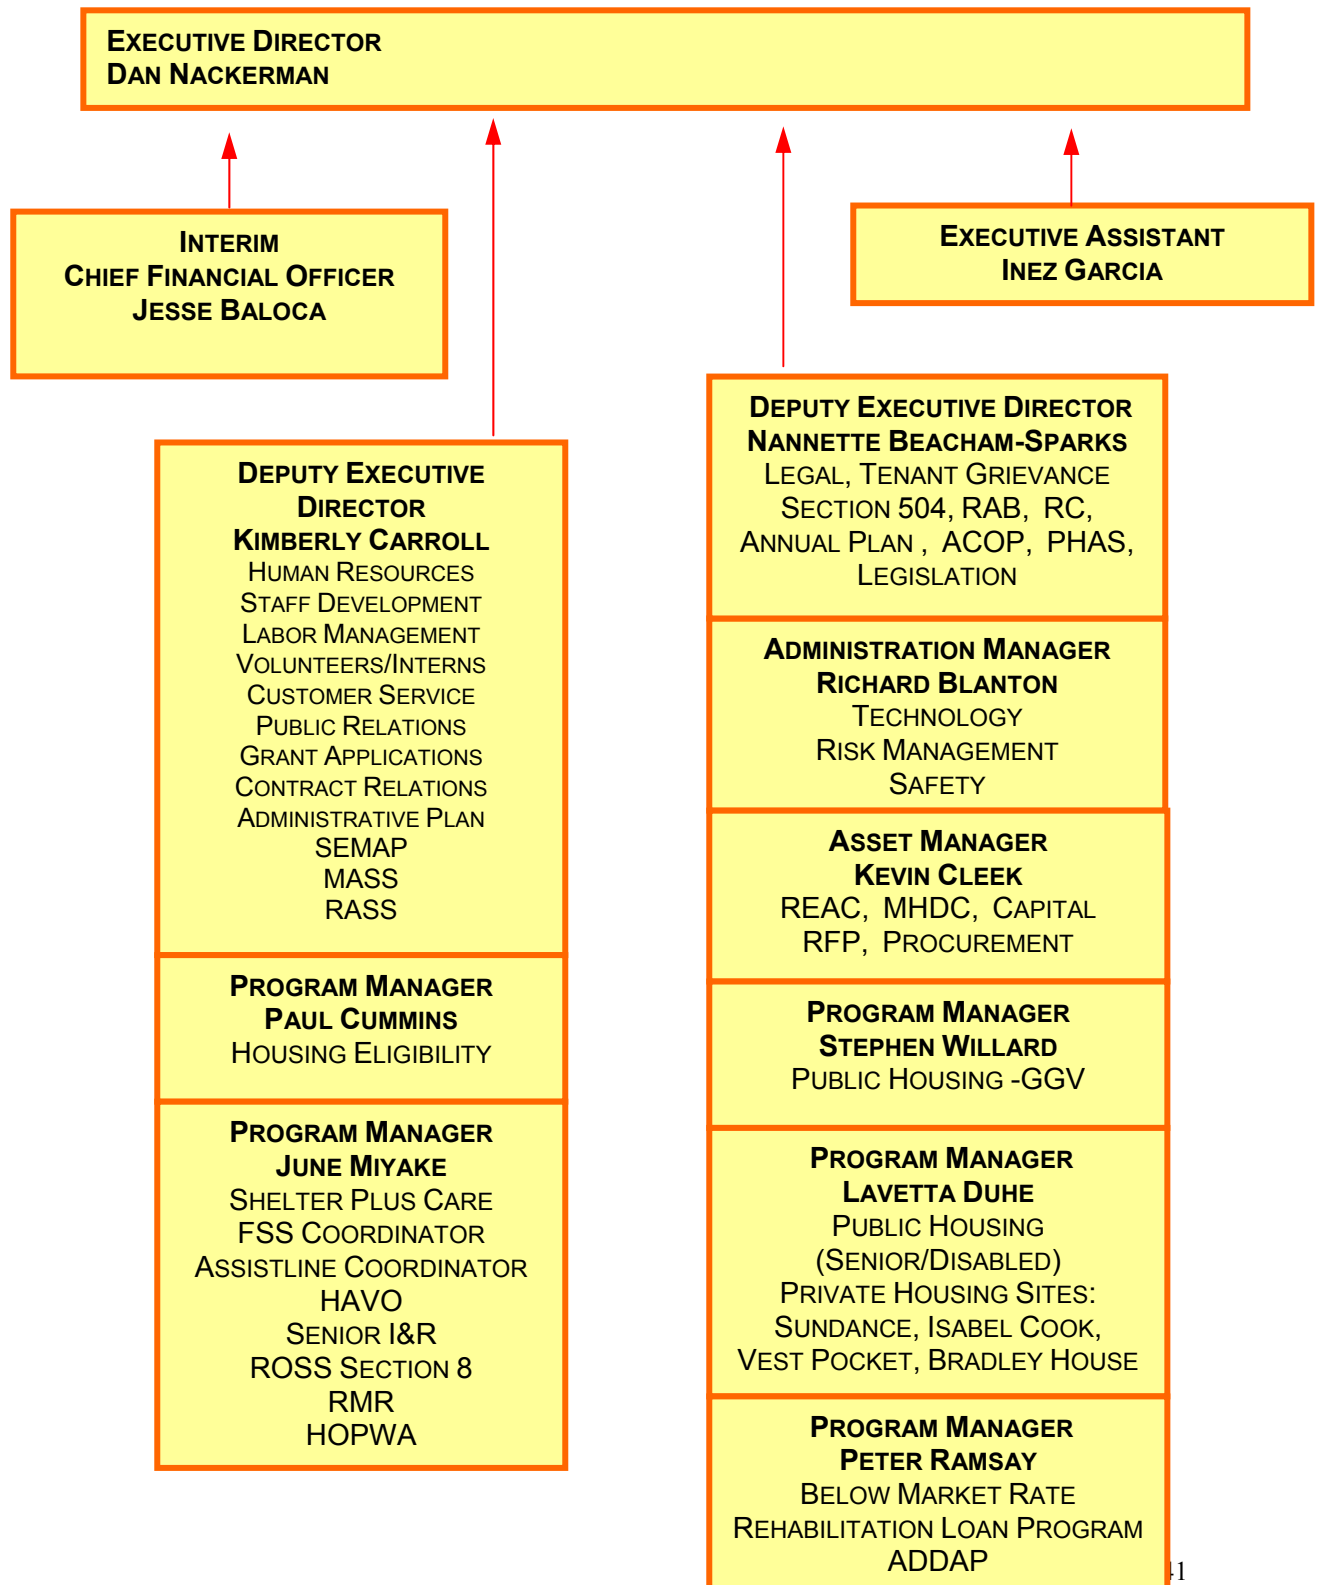 EXECUTIVE DIRECTOR
DAN NACKERMAN
INTERIM
CHIEF FINANCIAL OFFICER
JESSE BALOCA
EXECUTIVE ASSISTANT
INEZ GARCIA
DEPUTY EXECUTIVE
DIRECTOR
KIMBERLY CARROLL
HUMAN RESOURCES
STAFF DEVELOPMENT
LABOR MANAGEMENT
VOLUNTEERS/INTERNS
CUSTOMER SERVICE
PUBLIC RELATIONS
GRANT APPLICATIONS
CONTRACT RELATIONS
ADMINISTRATIVE PLAN
SEMAP
MASS
RASS
PROGRAM MANAGER
PAUL CUMMINS
HOUSING ELIGIBILITY
PROGRAM MANAGER
JUNE MIYAKE
SHELTER PLUS CARE
FSS COORDINATOR
ASSISTLINE COORDINATOR
HAVO
SENIOR I&R
ROSS SECTION 8
RMR
HOPWA
DEPUTY EXECUTIVE DIRECTOR
NANNETTE BEACHAM-SPARKS
LEGAL, TENANT GRIEVANCE
SECTION 504, RAB, RC,
ANNUAL PLAN , ACOP, PHAS,
LEGISLATION
ADMINISTRATION MANAGER
RICHARD BLANTON
TECHNOLOGY
RISK MANAGEMENT
SAFETY
ASSET MANAGER
KEVIN CLEEK
REAC, MHDC, CAPITAL
RFP, PROCUREMENT
PROGRAM MANAGER
STEPHEN WILLARD
PUBLIC HOUSING -GGV
PROGRAM MANAGER
LAVETTA DUHE
PUBLIC HOUSING
(SENIOR/DISABLED)
PRIVATE HOUSING SITES:
SUNDANCE, ISABEL COOK,
VEST POCKET, BRADLEY HOUSE
PROGRAM MANAGER
PETER RAMSAY
BELOW MARKET RATE
REHABILITATION LOAN PROGRAM
ADDAP